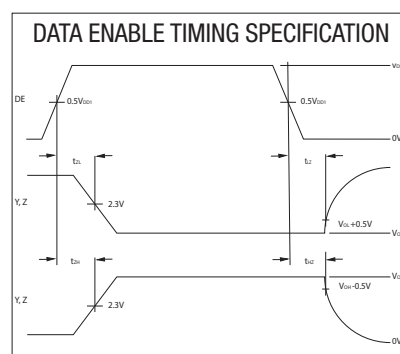 DATA ENABLE TIMING SPECIFICATION
DE
0.5VDD1
0.5VDD1
0V
tZL
tLZ
Y, Z
2.3V
VOL+0.5V
tZH
tHZ
Y, Z
2.3V
VOH-0.5V
0V